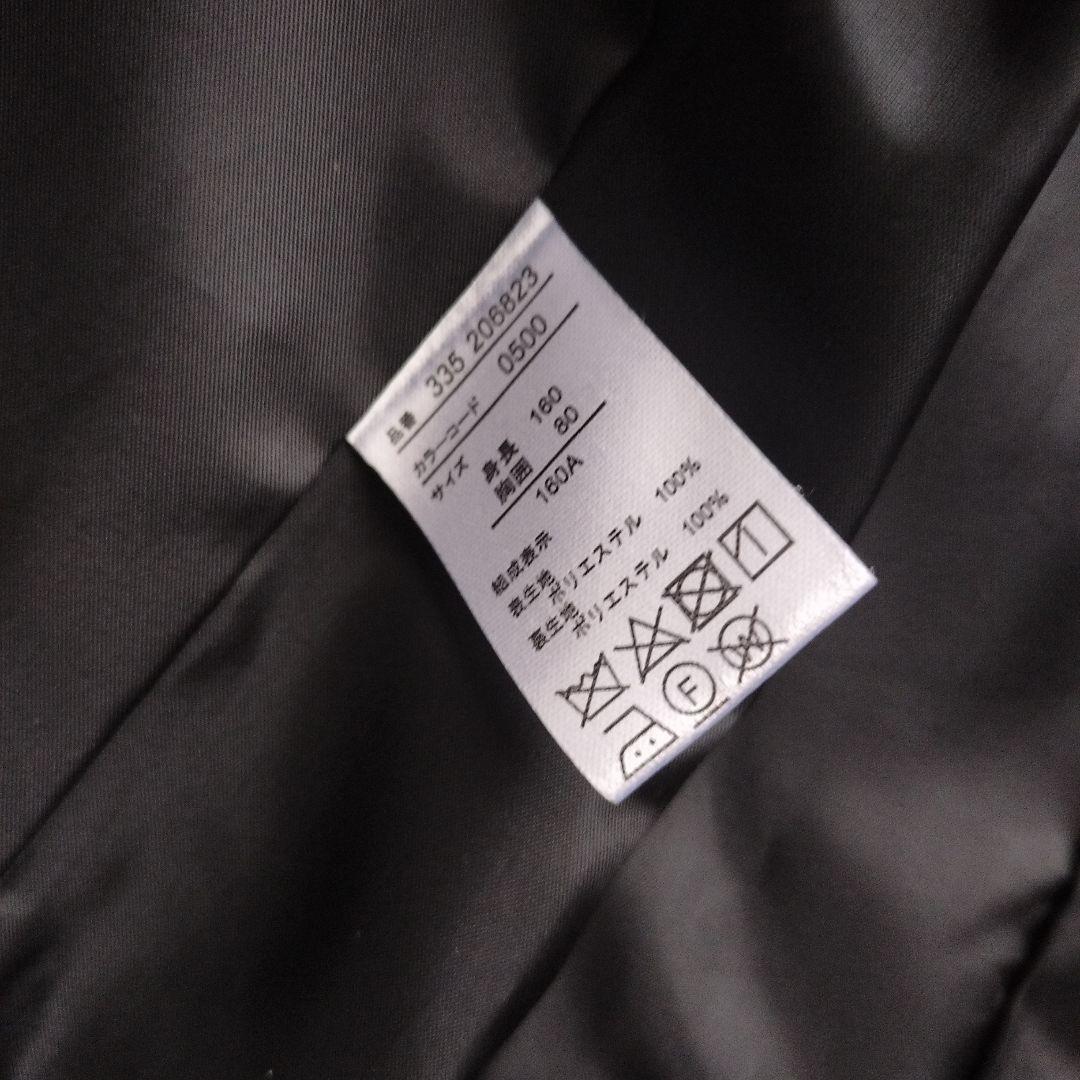 品番 335 206823
カラーコード 0500
サイズ 身長 160
胸囲 80
160A
組成表示
表生地
ポリエステル 100%
裏生地
ポリエステル 100%
F
W